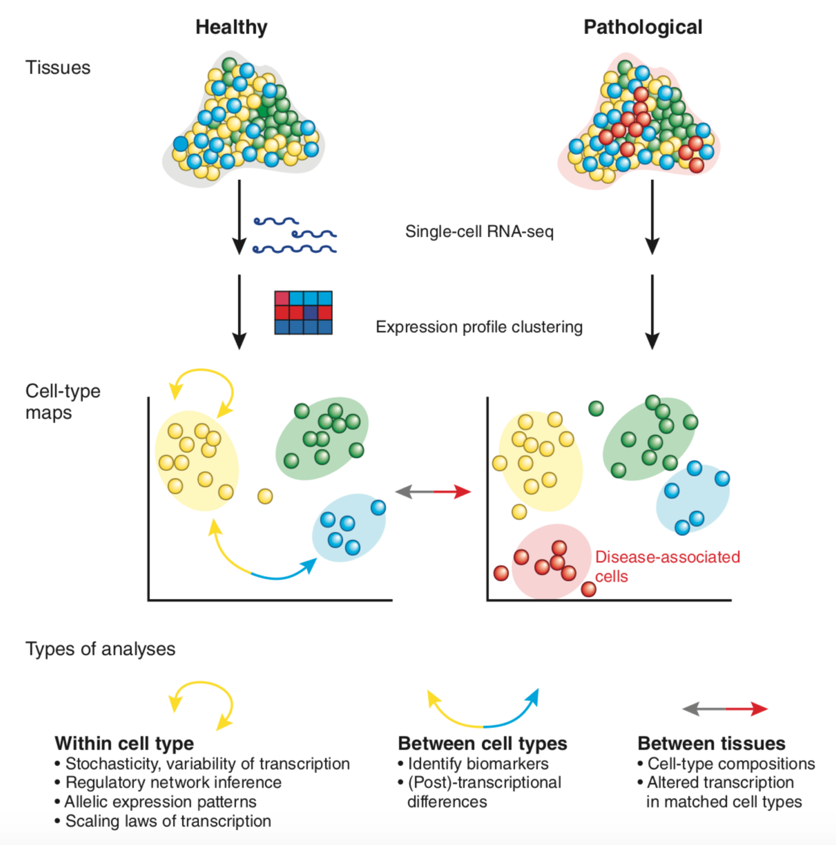 Healthy
Pathological
Tissues
Single-cell RNA-seq
Expression profile clustering
Cell-type
maps
Disease-associated
cells
Types of analyses
Within cell type
• Stochasticity, variability of transcription
• Regulatory network inference
• Allelic expression patterns
• Scaling laws of transcription
Between cell types
• Identify biomarkers
• (Post)-transcriptional
differences
Between tissues
• Cell-type compositions
• Altered transcription
in matched cell types